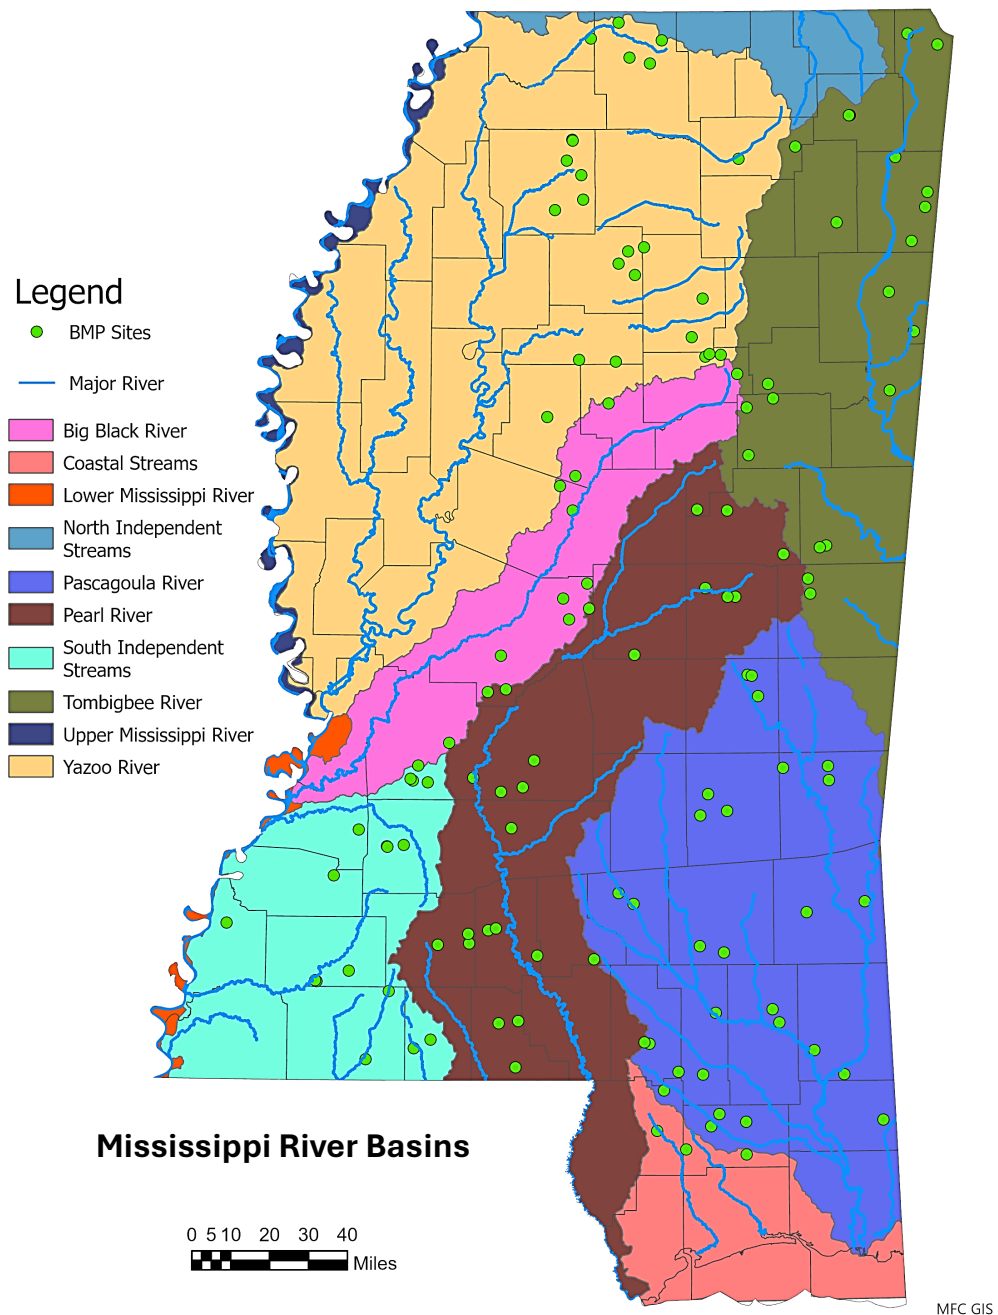 Legend
BMP Sites
Major River
Big Black River
Coastal Streams
Lower Mississippi River
North Independent
Streams
Pascagoula River
Pearl River
South Independent
Streams
Tombigbee River
Upper Mississippi River
Yazoo River
Mississippi River Basins
0 5 10 20 30 40
Miles
MFC GIS